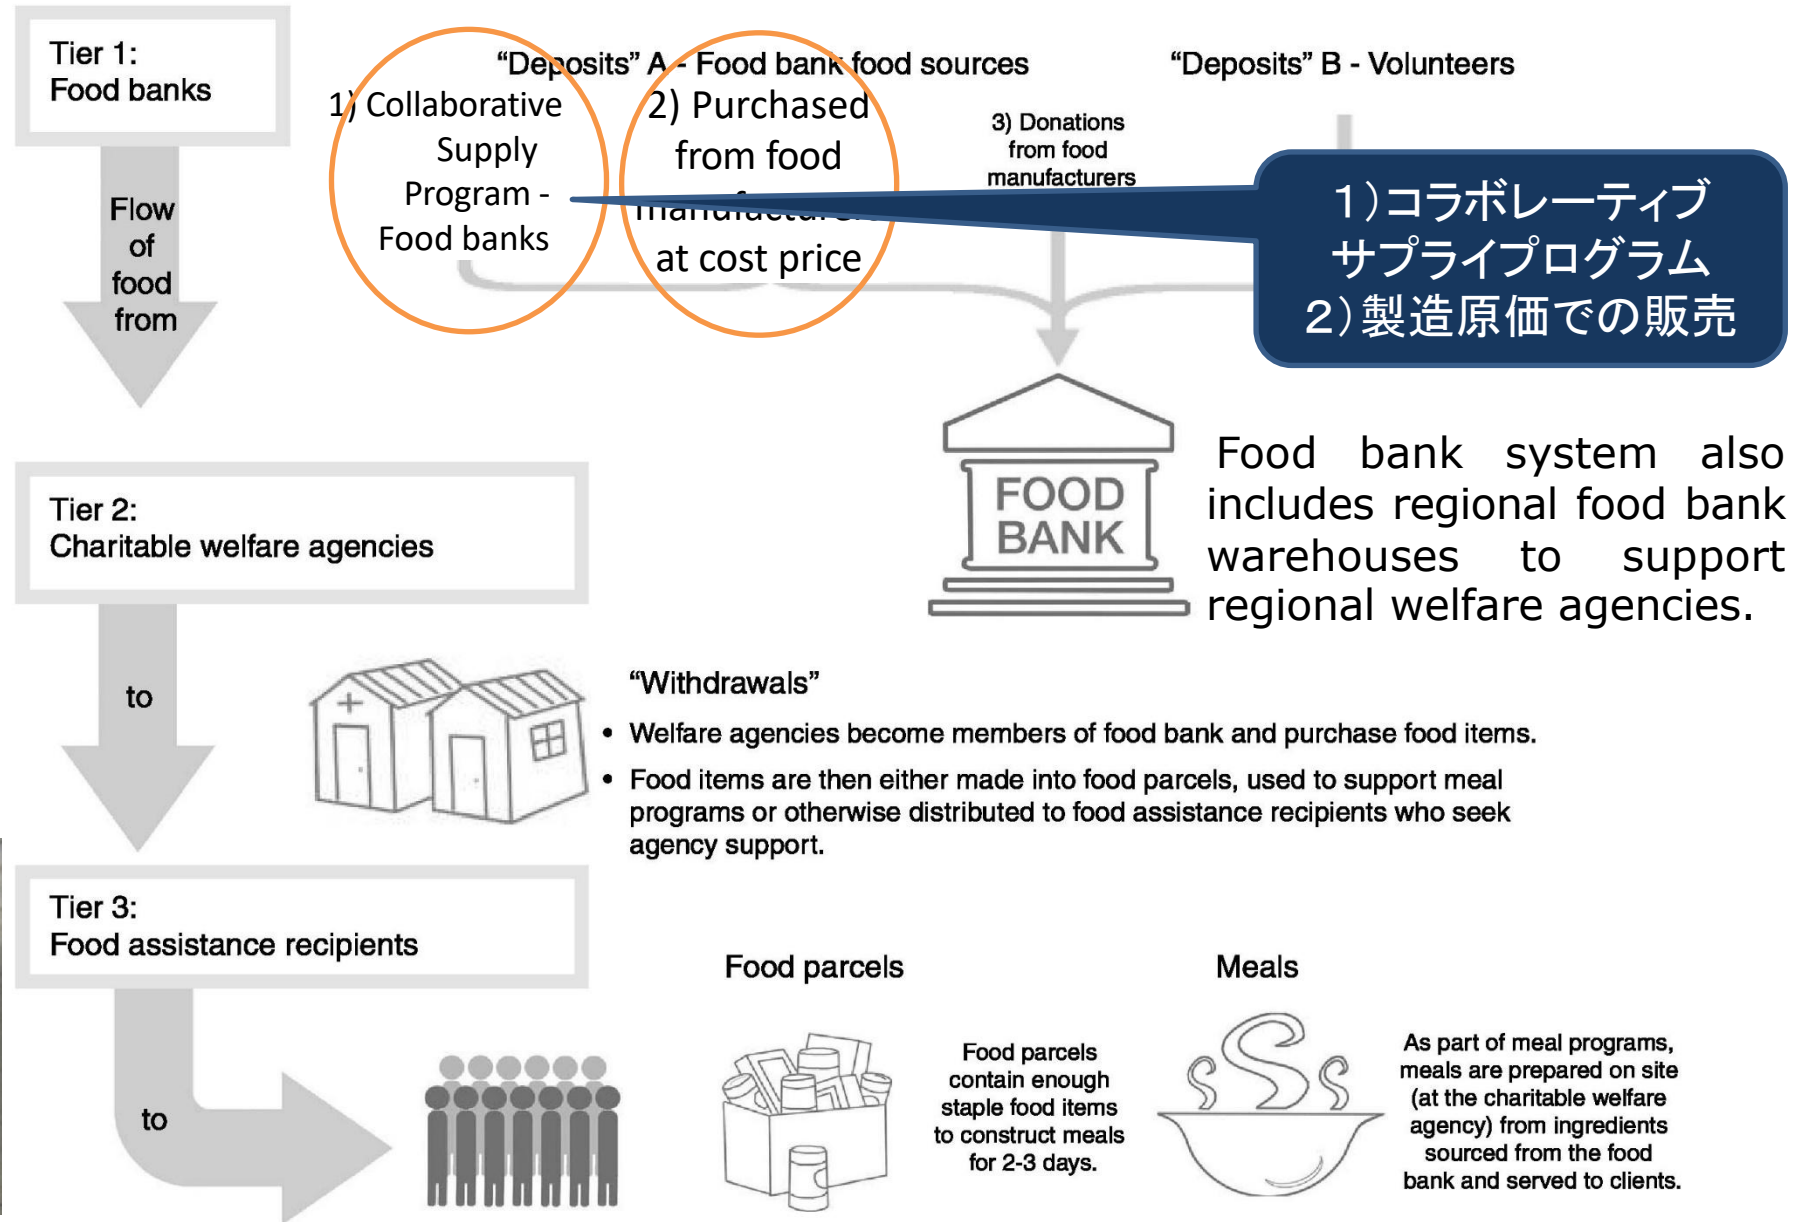 Tier 1:
Food banks
“Deposits” A - Food bank food sources
“Deposits” B - Volunteers
1) Collaborative
Supply
Program -
Food banks
2) Purchased
from food
at cost price
3) Donations
from food
manufacturers
1)コラボレーティブ
サプライプログラム
2)製造原価での販売
Flow
of
food
from
FOOD
BANK
Food bank system also
includes regional food bank
warehouses to support
regional welfare agencies.
Tier 2:
Charitable welfare agencies
to
“Withdrawals”
• Welfare agencies become members of food bank and purchase food items.
• Food items are then either made into food parcels, used to support meal
programs or otherwise distributed to food assistance recipients who seek
agency support.
Tier 3:
Food assistance recipients
to
Food parcels
Food parcels
contain enough
staple food items
to construct meals
for 2-3 days.
Meals
As part of meal programs,
meals are prepared on site
(at the charitable welfare
agency) from ingredients
sourced from the food
bank and served to clients.